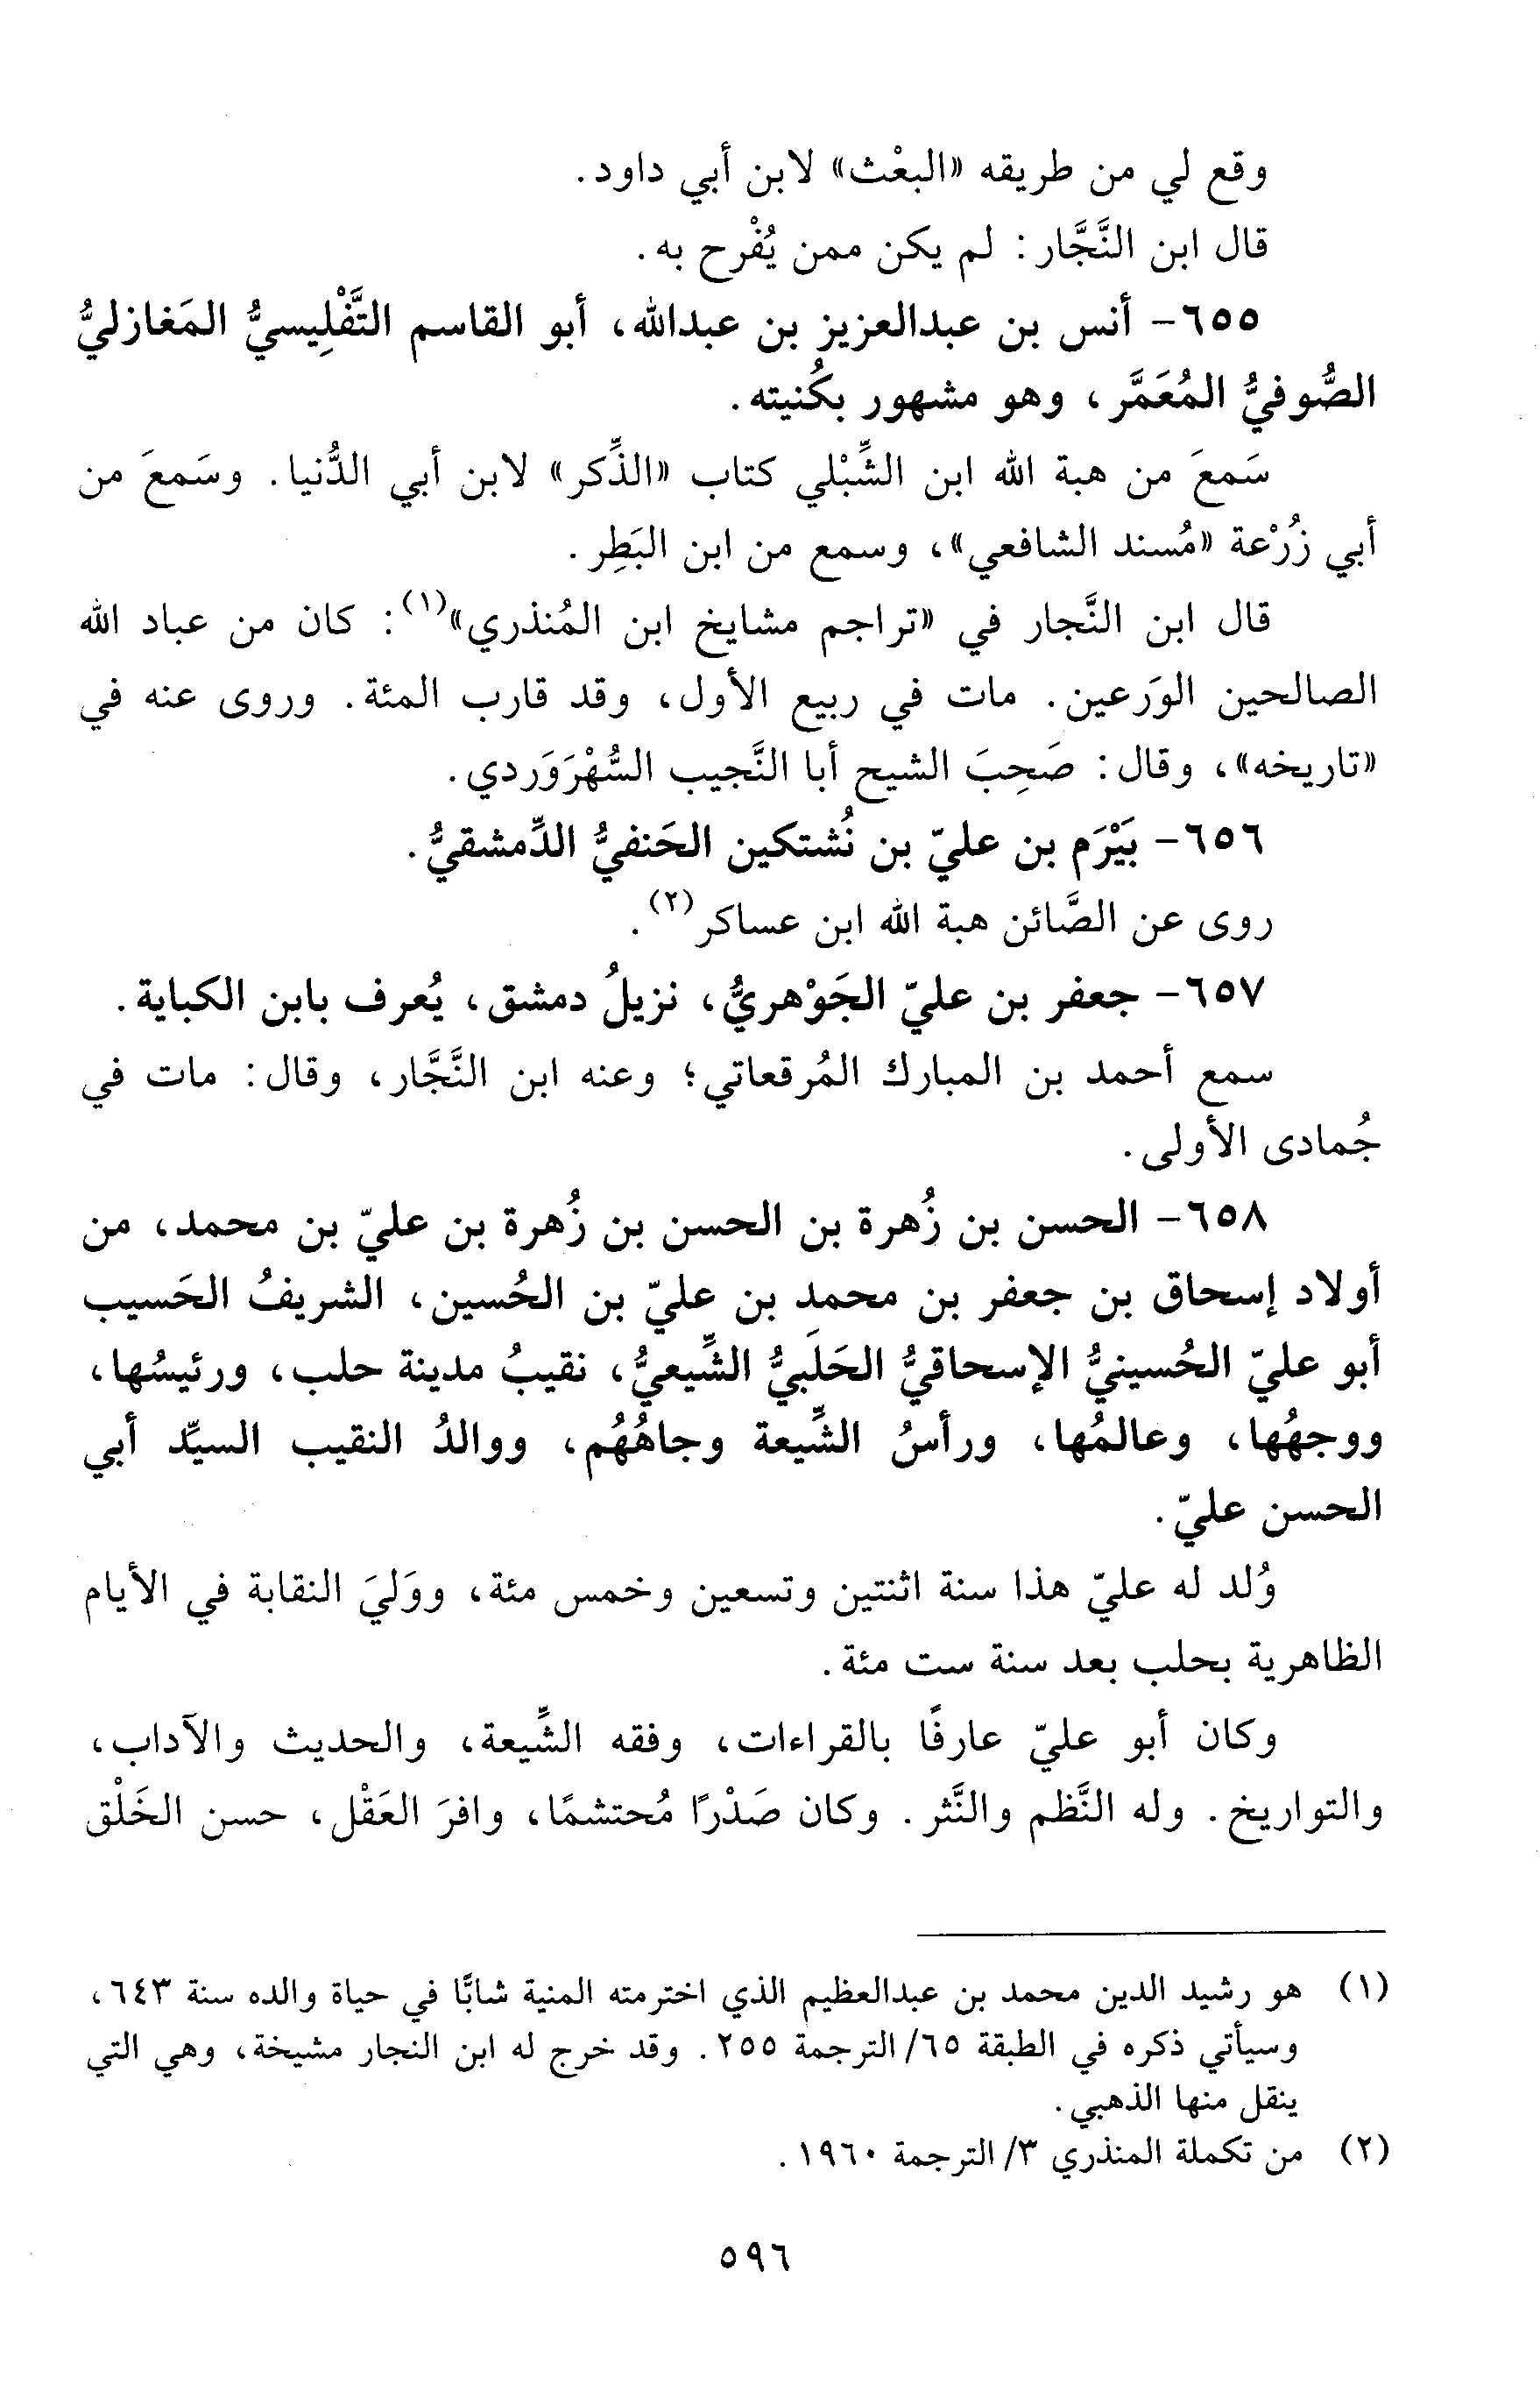 وقع لي من طريقه «البعْث» لابن أبي داود.
قال ابن النَّجَّار: لم يكن ممن يُفْرح به.
٦٥٥- أنس بن عبدالعزيز بن عبدالله، أبو القاسم التَّفْلِيسيُّ المَغازليُّ
الصُّوفيُّ المُعَمَّر، وهو مشهور بكُنيته.
سَمعَ من هبة الله ابن الشِّبْلي كتاب «الذِّكر» لابن أبي الدُّنيا. وسَمعَ من
أبي زُرْعة «مُسند الشافعي»، وسمع من ابن البَطِر.
قال ابن النَّجار في «تراجم مشايخ ابن المُنذري»(١): كان من عباد الله
الصالحين الوَرعين. مات في ربيع الأول، وقد قارب المئة. وروى عنه في
«تاريخه»، وقال: صَحِبَ الشيح أبا النَّجيب السُّهْرَوَردي.
٦٥٦- بَيْرَم بن عليّ بن نُشتكين الحَنفيُّ الدِّمشقيُّ.
روى عن الصَّائن هبة الله ابن عساكر(٢).
٦٥٧- جعفر بن عليّ الجَوْهريُّ، نزيلُ دمشق، يُعرف بابن الكباية.
سمع أحمد بن المبارك المُرقعاتي؛ وعنه ابن النَّجَّار، وقال: مات في
جُمادى الأولى.
٦٥٨- الحسن بن زُهرة بن الحسن بن زُهرة بن عليّ بن محمد، من
أولاد إسحاق بن جعفر بن محمد بن عليّ بن الحُسين، الشريفُ الحَسيب
أبو عليّ الحُسينيُّ الإسحاقيُّ الحَلَبيُّ الشِّيعيُّ، نقيبُ مدينة حلب، ورئيسُها،
ووجهُها، وعالمُها، ورأسُ الشِّيعة وجاهُهُم، ووالدُ النقيب السيِّد أبي
الحسن عليّ.
وُلد له عليّ هذا سنة اثنتين وتسعين وخمس مئة، ووَليَ النقابة في الأيام
الظاهرية بحلب بعد سنة ست مئة.
وكان أبو عليّ عارفًا بالقراءات، وفقه الشِّيعة، والحديث والآداب،
والتواريخ. وله النَّظم والنَّثر. وكان صَدْرًا مُحتشمًا، وافرَ العَقْل، حسن الخَلْق
(١) هو رشيد الدين محمد بن عبدالعظيم الذي اخترمته المنية شابًّا في حياة والده سنة ٦٤٣،
وسيأتي ذكره في الطبقة ٦٥/ الترجمة ٢٥٥. وقد خرج له ابن النجار مشيخة، وهي التي
ينقل منها الذهبي.
(٢) من تكملة المنذري ٣/ الترجمة ١٩٦٠.
٥٩٦